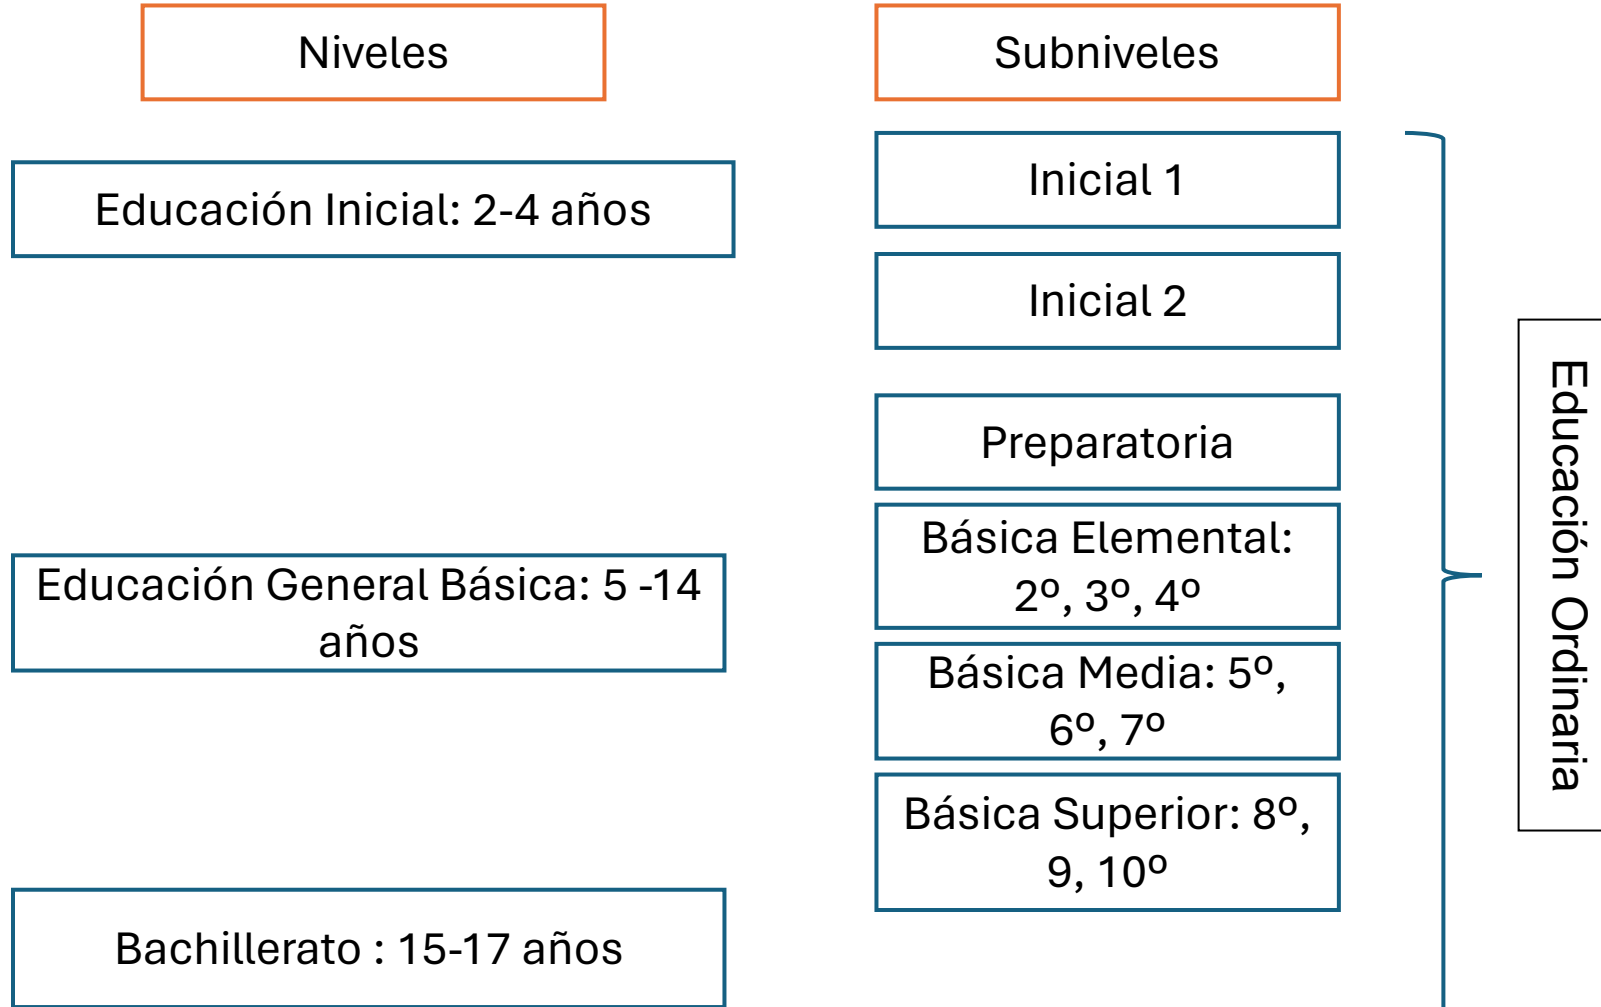 Niveles
Subniveles
Educación Inicial: 2-4 años
Inicial 1
Inicial 2
Preparatoria
Educación General Básica: 5 -14
años
Básica Elemental:
2º, 3º, 4º
Básica Media: 5º,
6º, 7º
Básica Superior: 8º,
9, 10º
Bachillerato : 15-17 años
Educación Ordinaria